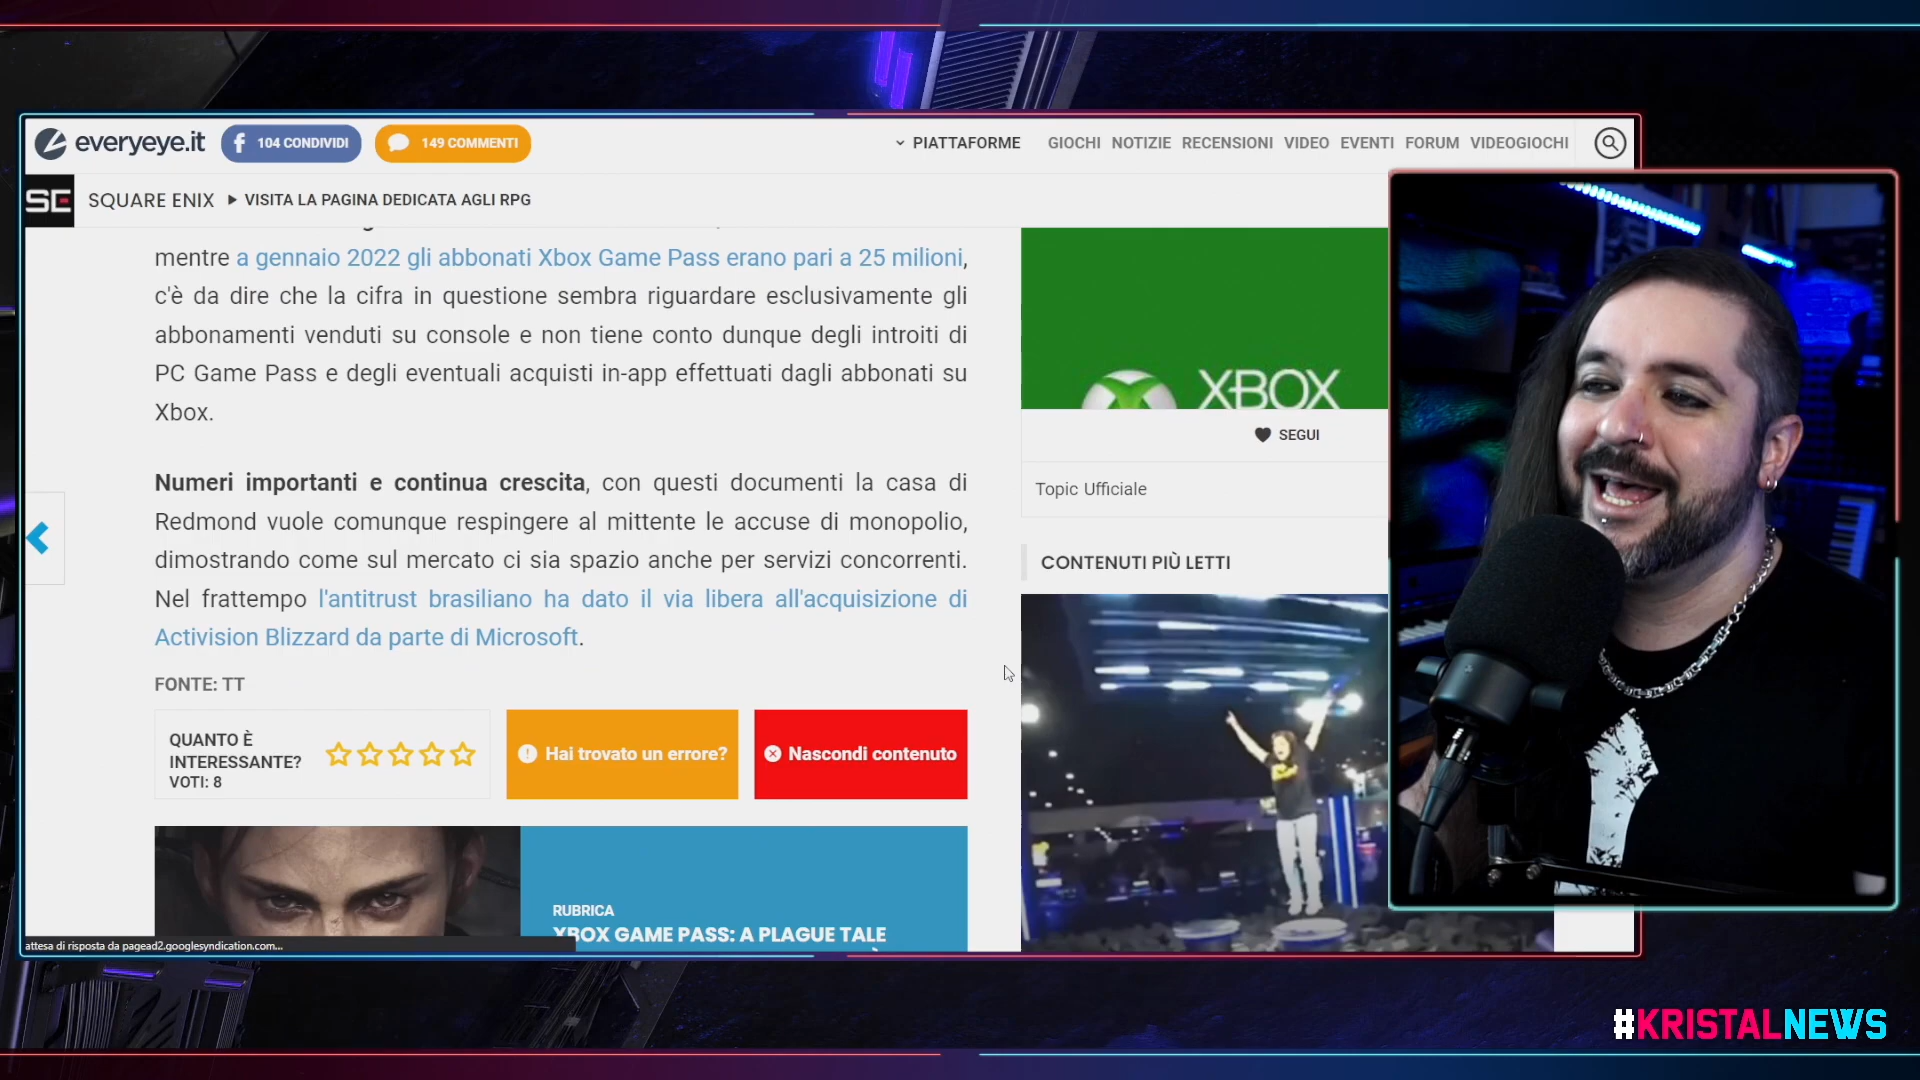 everyeye.it
104 CONDIVIDI
149 COMMENTI
PIATTAFORME
GIOCHI NOTIZIE RECENSIONI VIDEO EVENTI FORUM VIDEOGIOCHI
SE
SQUARE ENIX
VISITA LA PAGINA DEDICATA AGLI RPG
mentre a gennaio 2022 gli abbonati Xbox Game Pass erano pari a 25 milioni,
c'è da dire che la cifra in questione sembra riguardare esclusivamente gli
abbonamenti venduti su console e non tiene conto dunque degli introiti di
PC Game Pass e degli eventuali acquisti in-app effettuati dagli abbonati su
Xbox.
Numeri importanti e continua crescita, con questi documenti la casa di
Redmond vuole comunque respingere al mittente le accuse di monopolio,
dimostrando come sul mercato ci sia spazio anche per servizi concorrenti.
Nel frattempo l'antitrust brasiliano ha dato il via libera all'acquisizione di
Activision Blizzard da parte di Microsoft.
FONTE: TT
QUANTO È
INTERESSANTE?
VOTI: 8
Hai trovato un errore?
Nascondi contenuto
RUBRICA
XBOX GAME PASS: A PLAGUE TALE
attesa di risposta da pagead2.googlesyndication.com...
XBOX
SEGUI
Topic Ufficiale
CONTENUTI PIÙ LETTI
#KRISTALNEWS